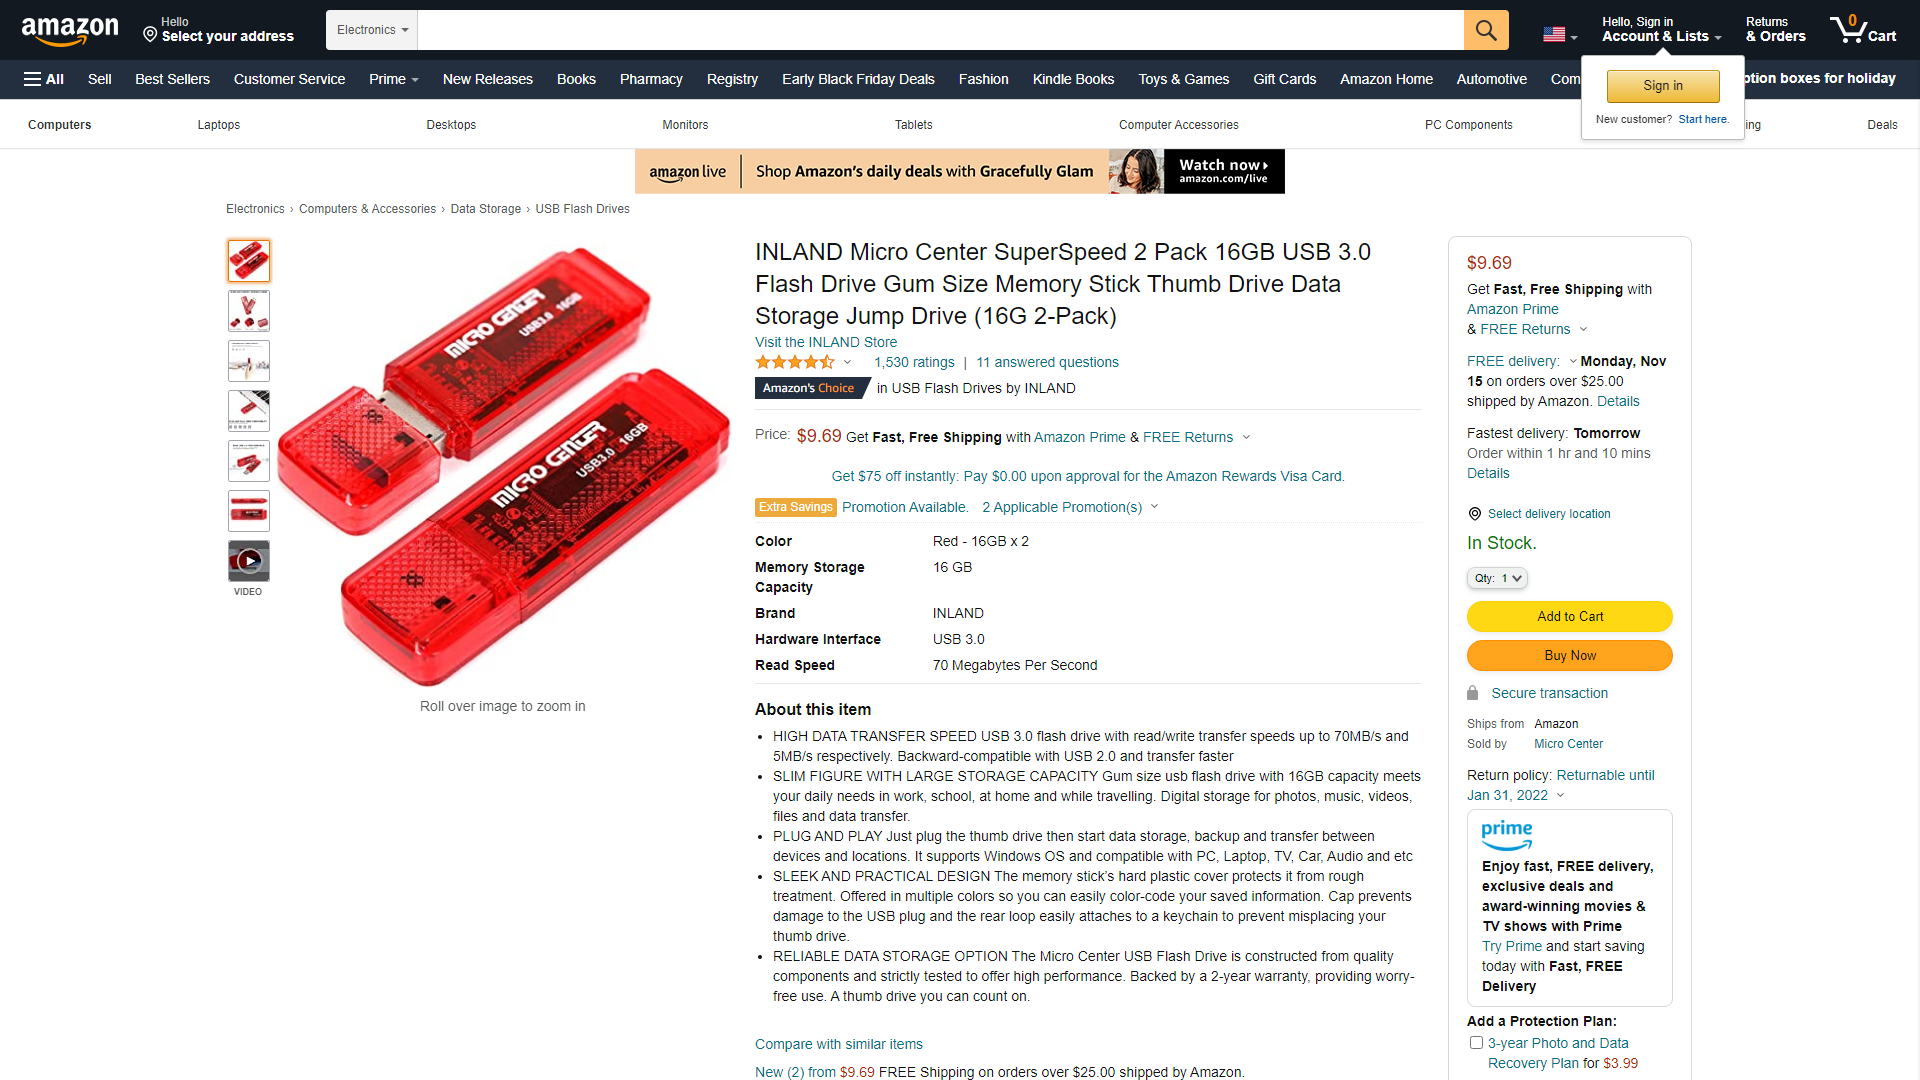 amazon
Hello
Select your address
Electronics
Hello, Sign in
Account & Lists
Returns
& Orders
0
Cart
All
Sell
Best Sellers
Customer Service
Prime
New Releases
Books
Pharmacy
Registry
Early Black Friday Deals
Fashion
Kindle Books
Toys & Games
Gift Cards
Amazon Home
Automotive
Com
ption boxes for holiday
Sign in
New customer? Start here.
Computers
Laptops
Desktops
Monitors
Tablets
Computer Accessories
PC Components
ing
Deals
amazon live
Shop Amazon's daily deals with Gracefully Glam
Watch now
amazon.com/live
Electronics › Computers & Accessories › Data Storage › USB Flash Drives
VIDEO
MICRO CENTER
USB3.0 16GB
MICRO CENTER
USB3.0 16GB
Roll over image to zoom in
INLAND Micro Center SuperSpeed 2 Pack 16GB USB 3.0
Flash Drive Gum Size Memory Stick Thumb Drive Data
Storage Jump Drive (16G 2-Pack)
Visit the INLAND Store
1,530 ratings | 11 answered questions
Amazon's Choice in USB Flash Drives by INLAND
Price: $9.69 Get Fast, Free Shipping with Amazon Prime & FREE Returns
Get $75 off instantly: Pay $0.00 upon approval for the Amazon Rewards Visa Card.
Extra Savings Promotion Available. 2 Applicable Promotion(s)
Color Red - 16GB x 2
Memory Storage Capacity 16 GB
Brand INLAND
Hardware Interface USB 3.0
Read Speed 70 Megabytes Per Second
About this item
• HIGH DATA TRANSFER SPEED USB 3.0 flash drive with read/write transfer speeds up to 70MB/s and
5MB/s respectively. Backward-compatible with USB 2.0 and transfer faster
• SLIM FIGURE WITH LARGE STORAGE CAPACITY Gum size usb flash drive with 16GB capacity meets
your daily needs in work, school, at home and while travelling. Digital storage for photos, music, videos,
files and data transfer.
• PLUG AND PLAY Just plug the thumb drive then start data storage, backup and transfer between
devices and locations. It supports Windows OS and compatible with PC, Laptop, TV, Car, Audio and etc
• SLEEK AND PRACTICAL DESIGN The memory stick's hard plastic cover protects it from rough
treatment. Offered in multiple colors so you can easily color-code your saved information. Cap prevents
damage to the USB plug and the rear loop easily attaches to a keychain to prevent misplacing your
thumb drive.
• RELIABLE DATA STORAGE OPTION The Micro Center USB Flash Drive is constructed from quality
components and strictly tested to offer high performance. Backed by a 2-year warranty, providing worry-
free use. A thumb drive you can count on.
Compare with similar items
New (2) from $9.69 FREE Shipping on orders over $25.00 shipped by Amazon.
$9.69
Get Fast, Free Shipping with
Amazon Prime
& FREE Returns
FREE delivery: Monday, Nov
15 on orders over $25.00
shipped by Amazon. Details
Fastest delivery: Tomorrow
Order within 1 hr and 10 mins
Details
Select delivery location
In Stock.
Qty: 1
Add to Cart
Buy Now
Secure transaction
Ships from Amazon
Sold by Micro Center
Return policy: Returnable until
Jan 31, 2022
prime
Enjoy fast, FREE delivery,
exclusive deals and
award-winning movies &
TV shows with Prime
Try Prime and start saving
today with Fast, FREE
Delivery
Add a Protection Plan:
3-year Photo and Data
Recovery Plan for $3.99